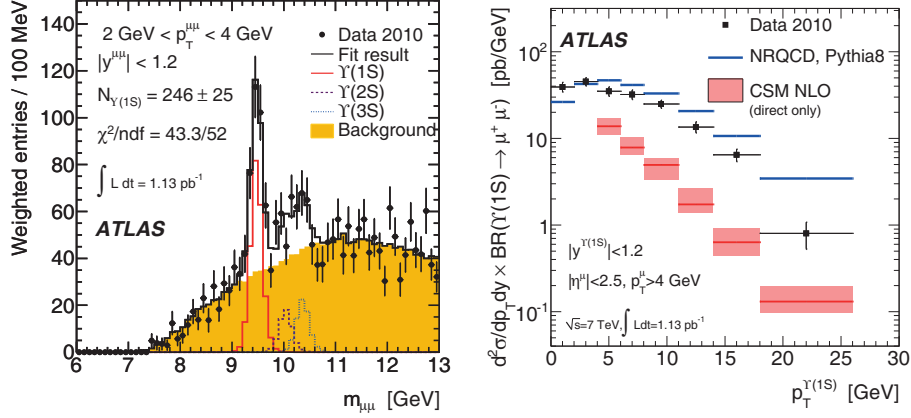 Weighted entries / 100 MeV
140
120
100
80
60
40
20
0
2 GeV < p_T^μμ < 4 GeV
|y^μμ| < 1.2
N_ϒ(1S) = 246 ± 25
χ²/ndf = 43.3/52
∫ L dt = 1.13 pb⁻¹
ATLAS
Data 2010
Fit result
ϒ(1S)
ϒ(2S)
ϒ(3S)
Background
6 7 8 9 10 11 12 13
m_μμ [GeV]
d²σ/dp_T dy × BR(ϒ(1S) → μ⁺ μ⁻) [pb/GeV]
10²
10
1
10⁻¹
ATLAS
Data 2010
NRQCD, Pythia8
CSM NLO
(direct only)
|y^ϒ(1S)|<1.2
|η^μ|<2.5, p_T^μ>4 GeV
√s=7 TeV, ∫ Ldt=1.13 pb⁻¹
0 5 10 15 20 25 30
p_T^ϒ(1S) [GeV]